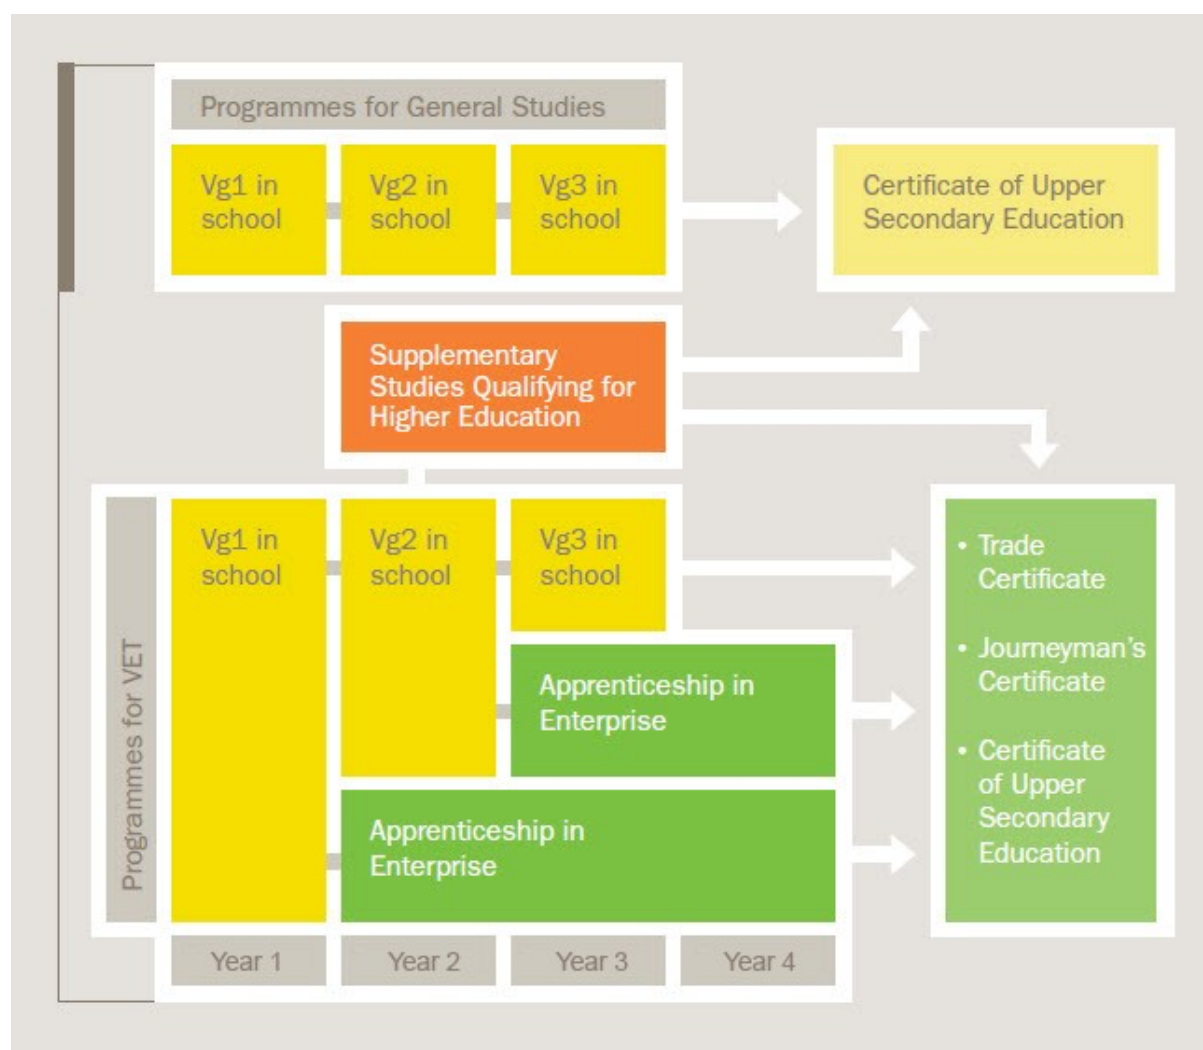 Programmes for General Studies
Vg1 in
school
Vg2 in
school
Vg3 in
school
Certificate of Upper
Secondary Education
Supplementary
Studies Qualifying for
Higher Education
Programmes for VET
Vg1 in
school
Vg2 in
school
Vg3 in
school
Apprenticeship in
Enterprise
Apprenticeship in
Enterprise
• Trade
Certificate
• Journeyman's
Certificate
• Certificate
of Upper
Secondary
Education
Year 1
Year 2
Year 3
Year 4